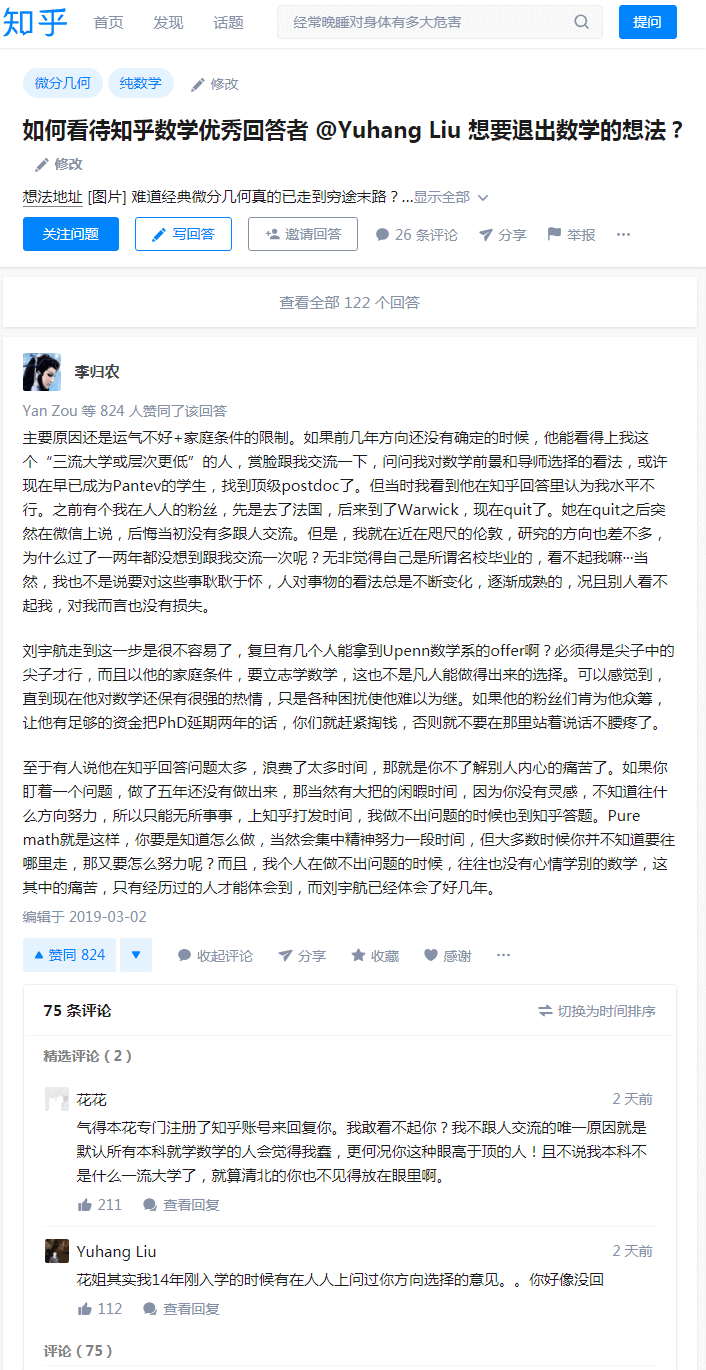 知乎 首页 发现 话题 经常晚睡对身体有多大危害 提问
微分几何 纯数学 修改
如何看待知乎数学优秀回答者 @Yuhang Liu 想要退出数学的想法？
修改
想法地址 [图片] 难道经典微分几何真的已走到穷途末路？...显示全部
关注问题 写回答 邀请回答 26 条评论 分享 举报 ...
查看全部 122 个回答
李归农
Yan Zou 等 824 人赞同了该回答
主要原因还是运气不好+家庭条件的限制。如果前几年方向还没有确定的时候，他能看得上我这
个“三流大学或层次更低”的人，赏脸跟我交流一下，问问我对数学前景和导师选择的看法，或许
现在早已成为Pantev的学生，找到顶级postdoc了。但当时我看到他在知乎回答里认为我水平不
行。之前有个我在人人的粉丝，先是去了法国，后来到了Warwick，现在quit了。她在quit之后突
然在微信上说，后悔当初没有多跟人交流。但是，我就在近在咫尺的伦敦，研究的方向也差不多，
为什么过了一两年都没想到跟我交流一次呢？无非觉得自己是所谓名校毕业的，看不起我嘛···当
然，我也不是说要对这些事耿耿于怀，人对事物的看法总是不断变化，逐渐成熟的，况且别人看不
起我，对我而言也没有损失。
刘宇航走到这一步是很不容易了，复旦有几个人能拿到Upenn数学系的offer啊？必须得是尖子中的
尖子才行，而且以他的家庭条件，要立志学数学，这也不是凡人能做得出来的选择。可以感觉到，
直到现在他对数学还保有很强的热情，只是各种困扰使他难以为继。如果他的粉丝们肯为他众筹，
让他有足够的资金把PhD延期两年的话，你们就赶紧掏钱，否则就不要在那里站着说话不腰疼了。
至于有人说他在知乎回答问题太多，浪费了太多时间，那就是你不了解别人内心的痛苦了。如果你
盯着一个问题，做了五年还没有做出来，那当然有大把的闲暇时间，因为你没有灵感，不知道往什
么方向努力，所以只能无所事事，上知乎打发时间，我做不出问题的时候也到知乎答题。Pure
math就是这样，你要是知道怎么做，当然会集中精神努力一段时间，但大多数时候你并不知道要往
哪里走，那又要怎么努力呢？而且，我个人在做不出问题的时候，往往也没有心情学别的数学，这
其中的痛苦，只有经历过的人才能体会到，而刘宇航已经体会了好几年。
编辑于 2019-03-02
赞同 824 收起评论 分享 收藏 感谢 ...
75 条评论 切换为时间排序
精选评论（2）
花花 2 天前
气得本花专门注册了知乎账号来回复你。我敢看不起你？我不跟人交流的唯一原因就是
默认所有本科就学数学的人会觉得我蠢，更何况你这种眼高于顶的人！且不说我本科不
是什么一流大学了，就算清北的你也不见得放在眼里啊。
211 查看回复
Yuhang Liu 2 天前
花姐其实我14年刚入学的时候有在人人上问过你方向选择的意见。。你好像没回
112 查看回复
评论（75）